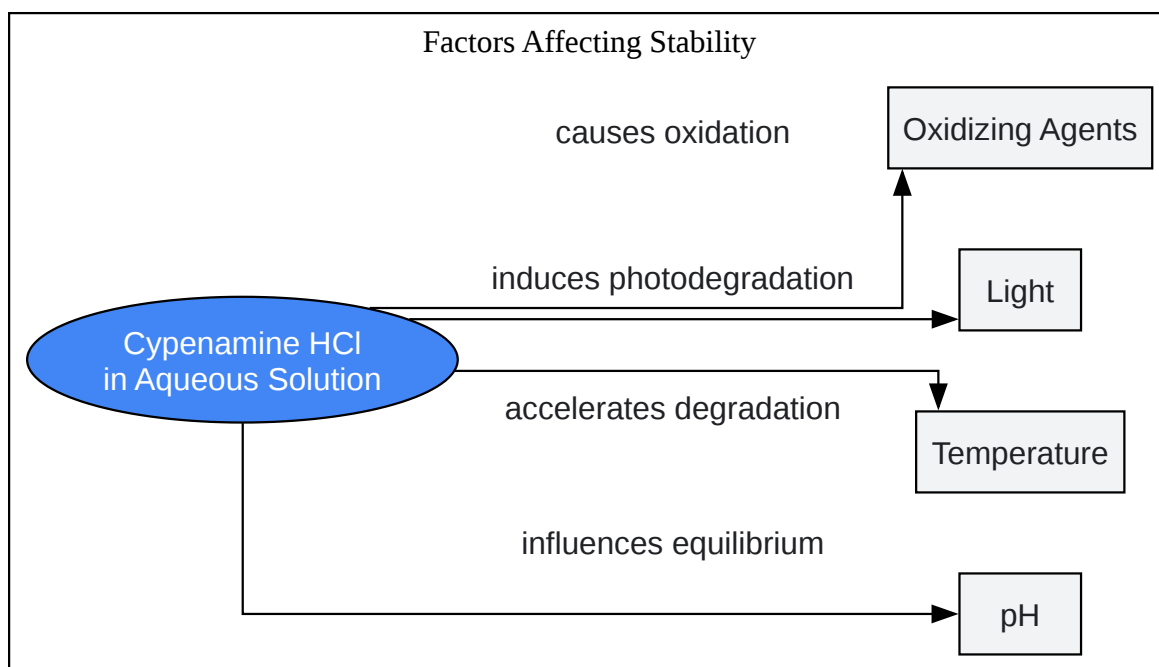 Factors Affecting Stability
causes oxidation
Oxidizing Agents
induces photodegradation
Light
Cypenamine HCl
in Aqueous Solution
accelerates degradation
Temperature
influences equilibrium
pH